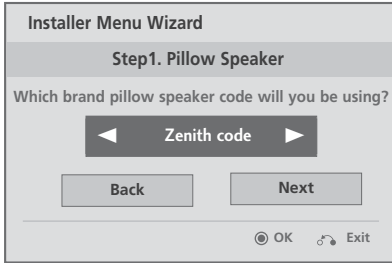 Installer Menu Wizard
Step1. Pillow Speaker
Which brand pillow speaker code will you be using?
Zenith code
Back Next
OK Exit